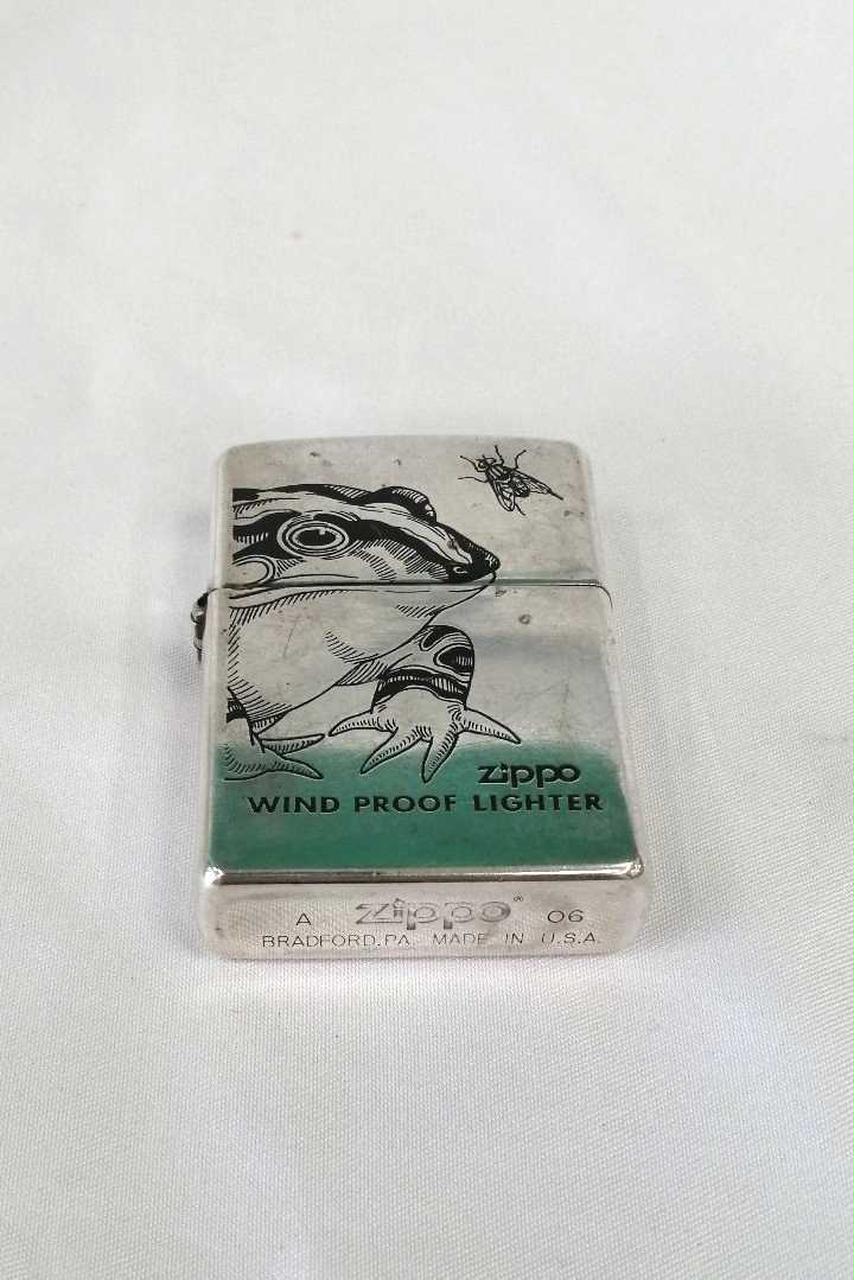 zippo
WIND PROOF LIGHTER
A zippo® 06
BRADFORD.PA. MADE IN U.S.A.